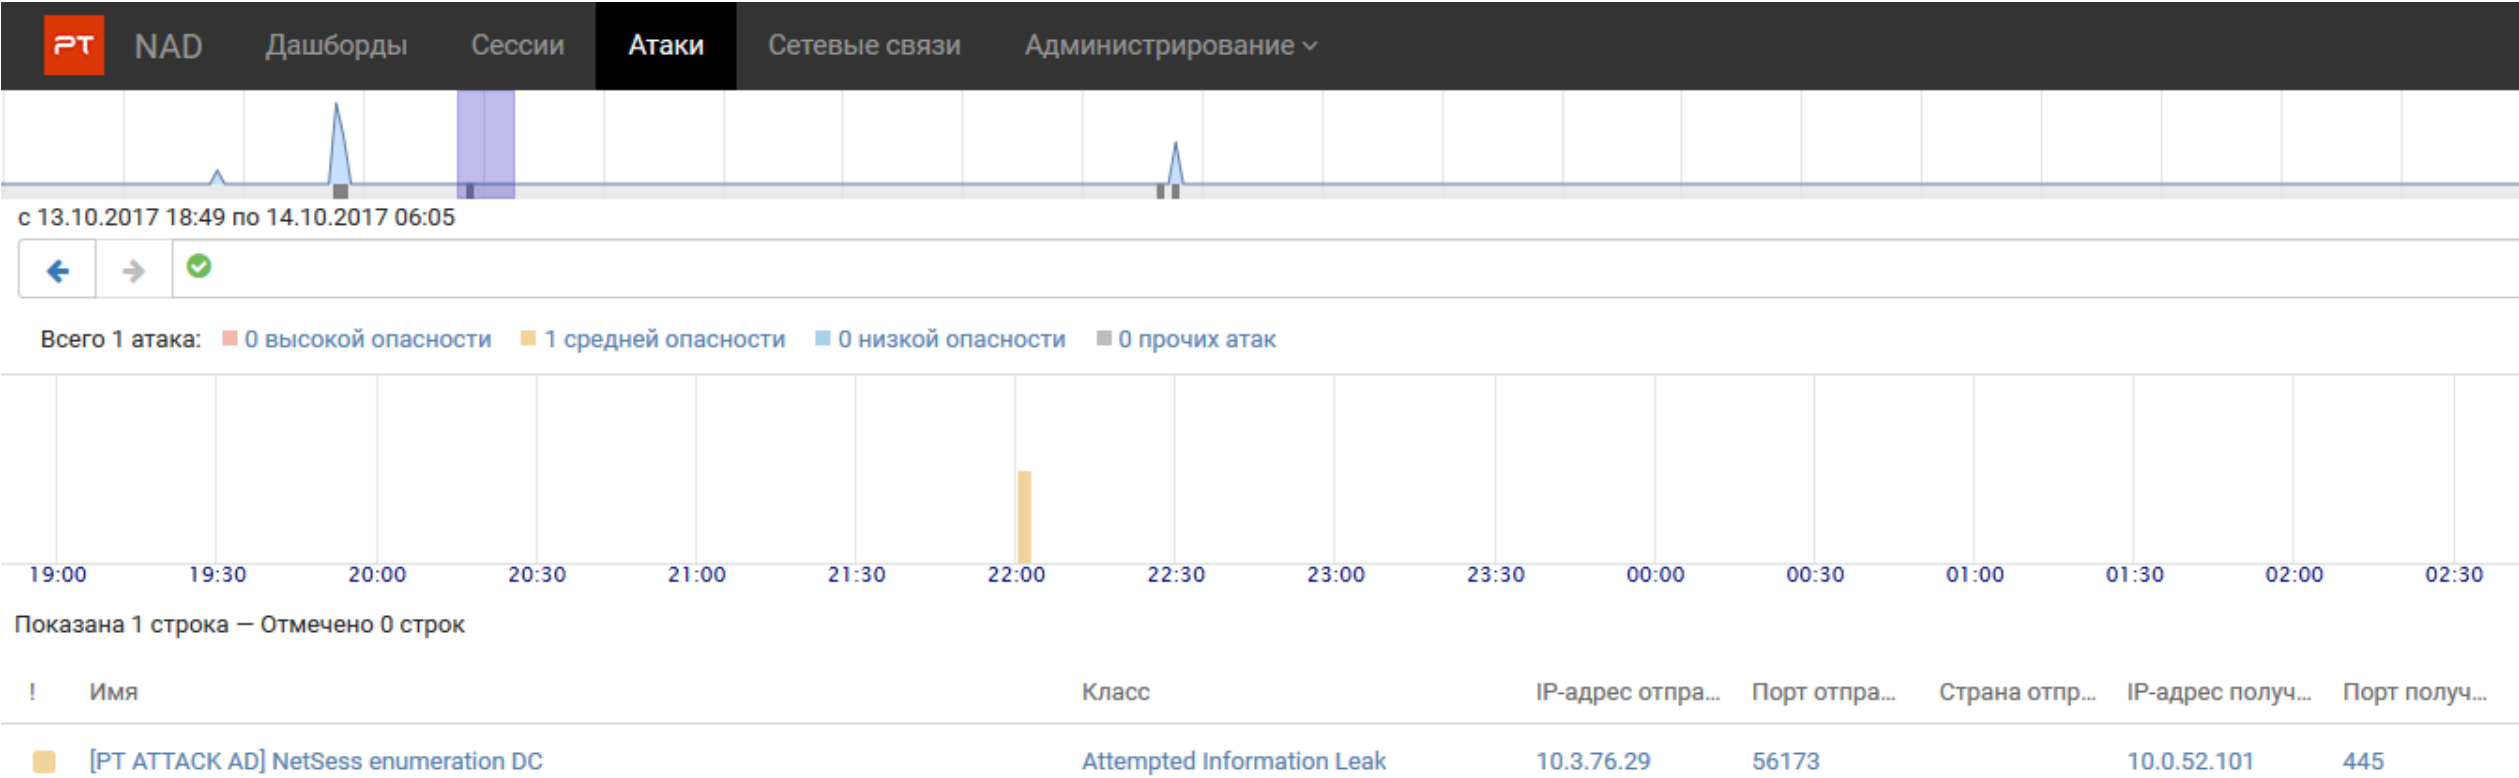 PT NAD Дашборды Сессии Атаки Сетевые связи Администрирование
с 13.10.2017 18:49 по 14.10.2017 06:05
Всего 1 атака: 0 высокой опасности 1 средней опасности 0 низкой опасности 0 прочих атак
19:00 19:30 20:00 20:30 21:00 21:30 22:00 22:30 23:00 23:30 00:00 00:30 01:00 01:30 02:00 02:30
Показана 1 строка — Отмечено 0 строк
! Имя Класс IP-адрес отпра... Порт отпра... Страна отпр... IP-адрес получ... Порт получ...
[PT ATTACK AD] NetSess enumeration DC Attempted Information Leak 10.3.76.29 56173 10.0.52.101 445